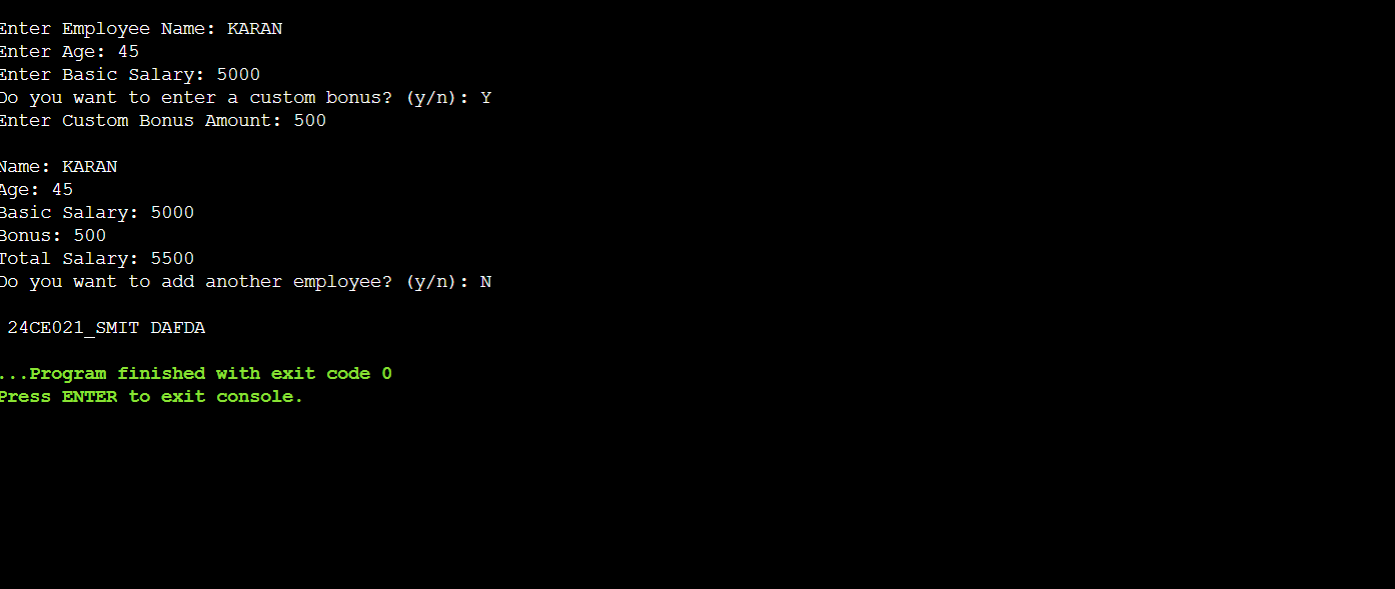 Enter Employee Name: KARAN
Enter Age: 45
Enter Basic Salary: 5000
Do you want to enter a custom bonus? (y/n): Y
Enter Custom Bonus Amount: 500
Name: KARAN
Age: 45
Basic Salary: 5000
Bonus: 500
Total Salary: 5500
Do you want to add another employee? (y/n): N
24CE021_SMIT DAFDA
...Program finished with exit code 0
Press ENTER to exit console.